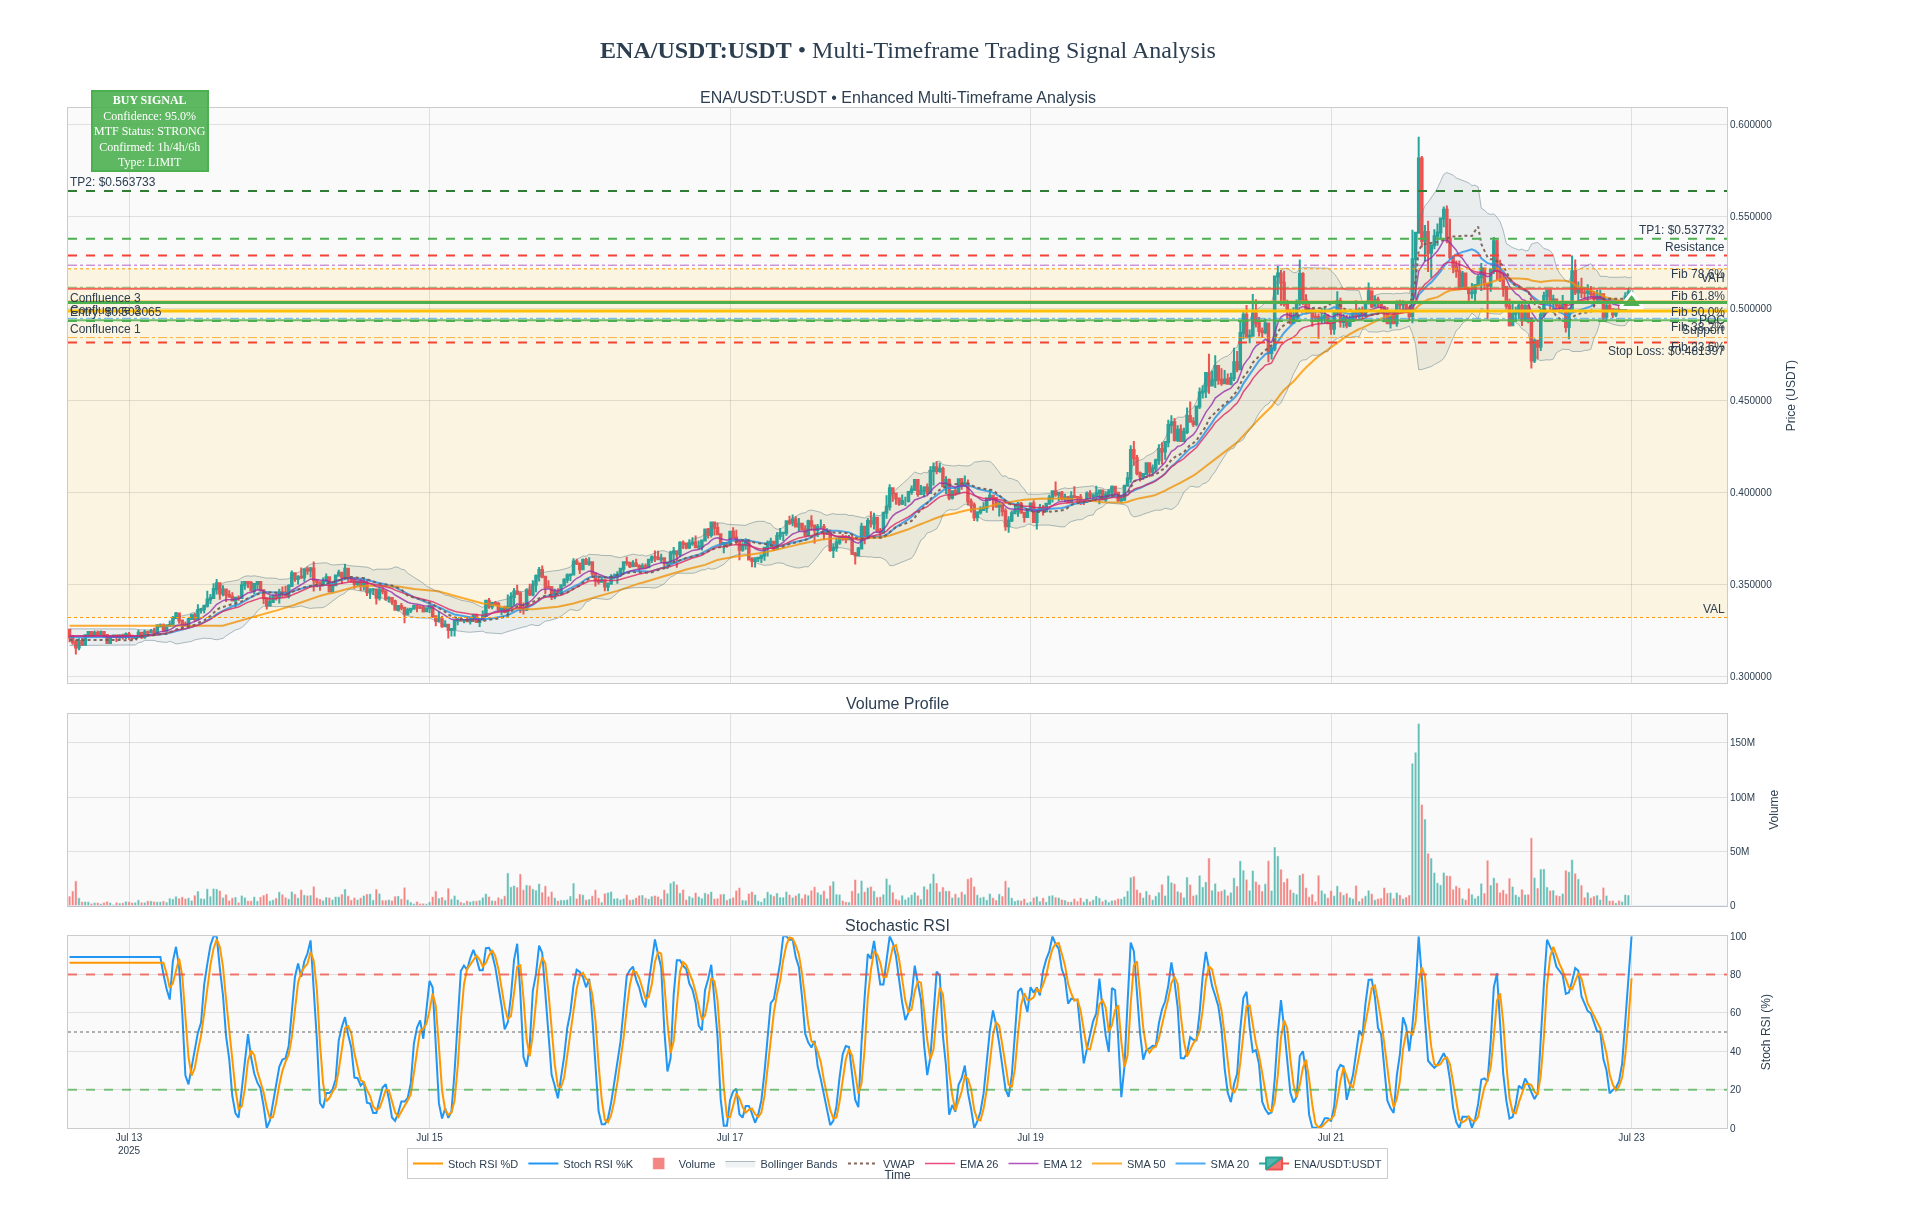 ENA/USDT:USDT • Multi-Timeframe Trading Signal Analysis
ENA/USDT:USDT • Enhanced Multi-Timeframe Analysis
BUY SIGNAL
Confidence: 95.0%
MTF Status: STRONG
Confirmed: 1h/4h/6h
Type: LIMIT
TP2: $0.563733
TP1: $0.537732
Resistance
Fib 78.6%
VAH
Confluence 3
Fib 61.8%
Entry: $0.503065
Fib 50.0%
POC
Confluence 1
Support
Fib 23.6%
Stop Loss: $0.481397
VAL
0.600000
0.550000
0.500000
0.450000
0.400000
0.350000
0.300000
Price (USDT)
Volume Profile
150M
100M
50M
0
Volume
Stochastic RSI
100
80
60
40
20
0
Stoch RSI (%)
Jul 13
2025
Jul 15
Jul 17
Jul 19
Jul 21
Jul 23
Stoch RSI %D
Stoch RSI %K
Volume
Bollinger Bands
VWAP
EMA 26
EMA 12
SMA 50
SMA 20
ENA/USDT:USDT
Time